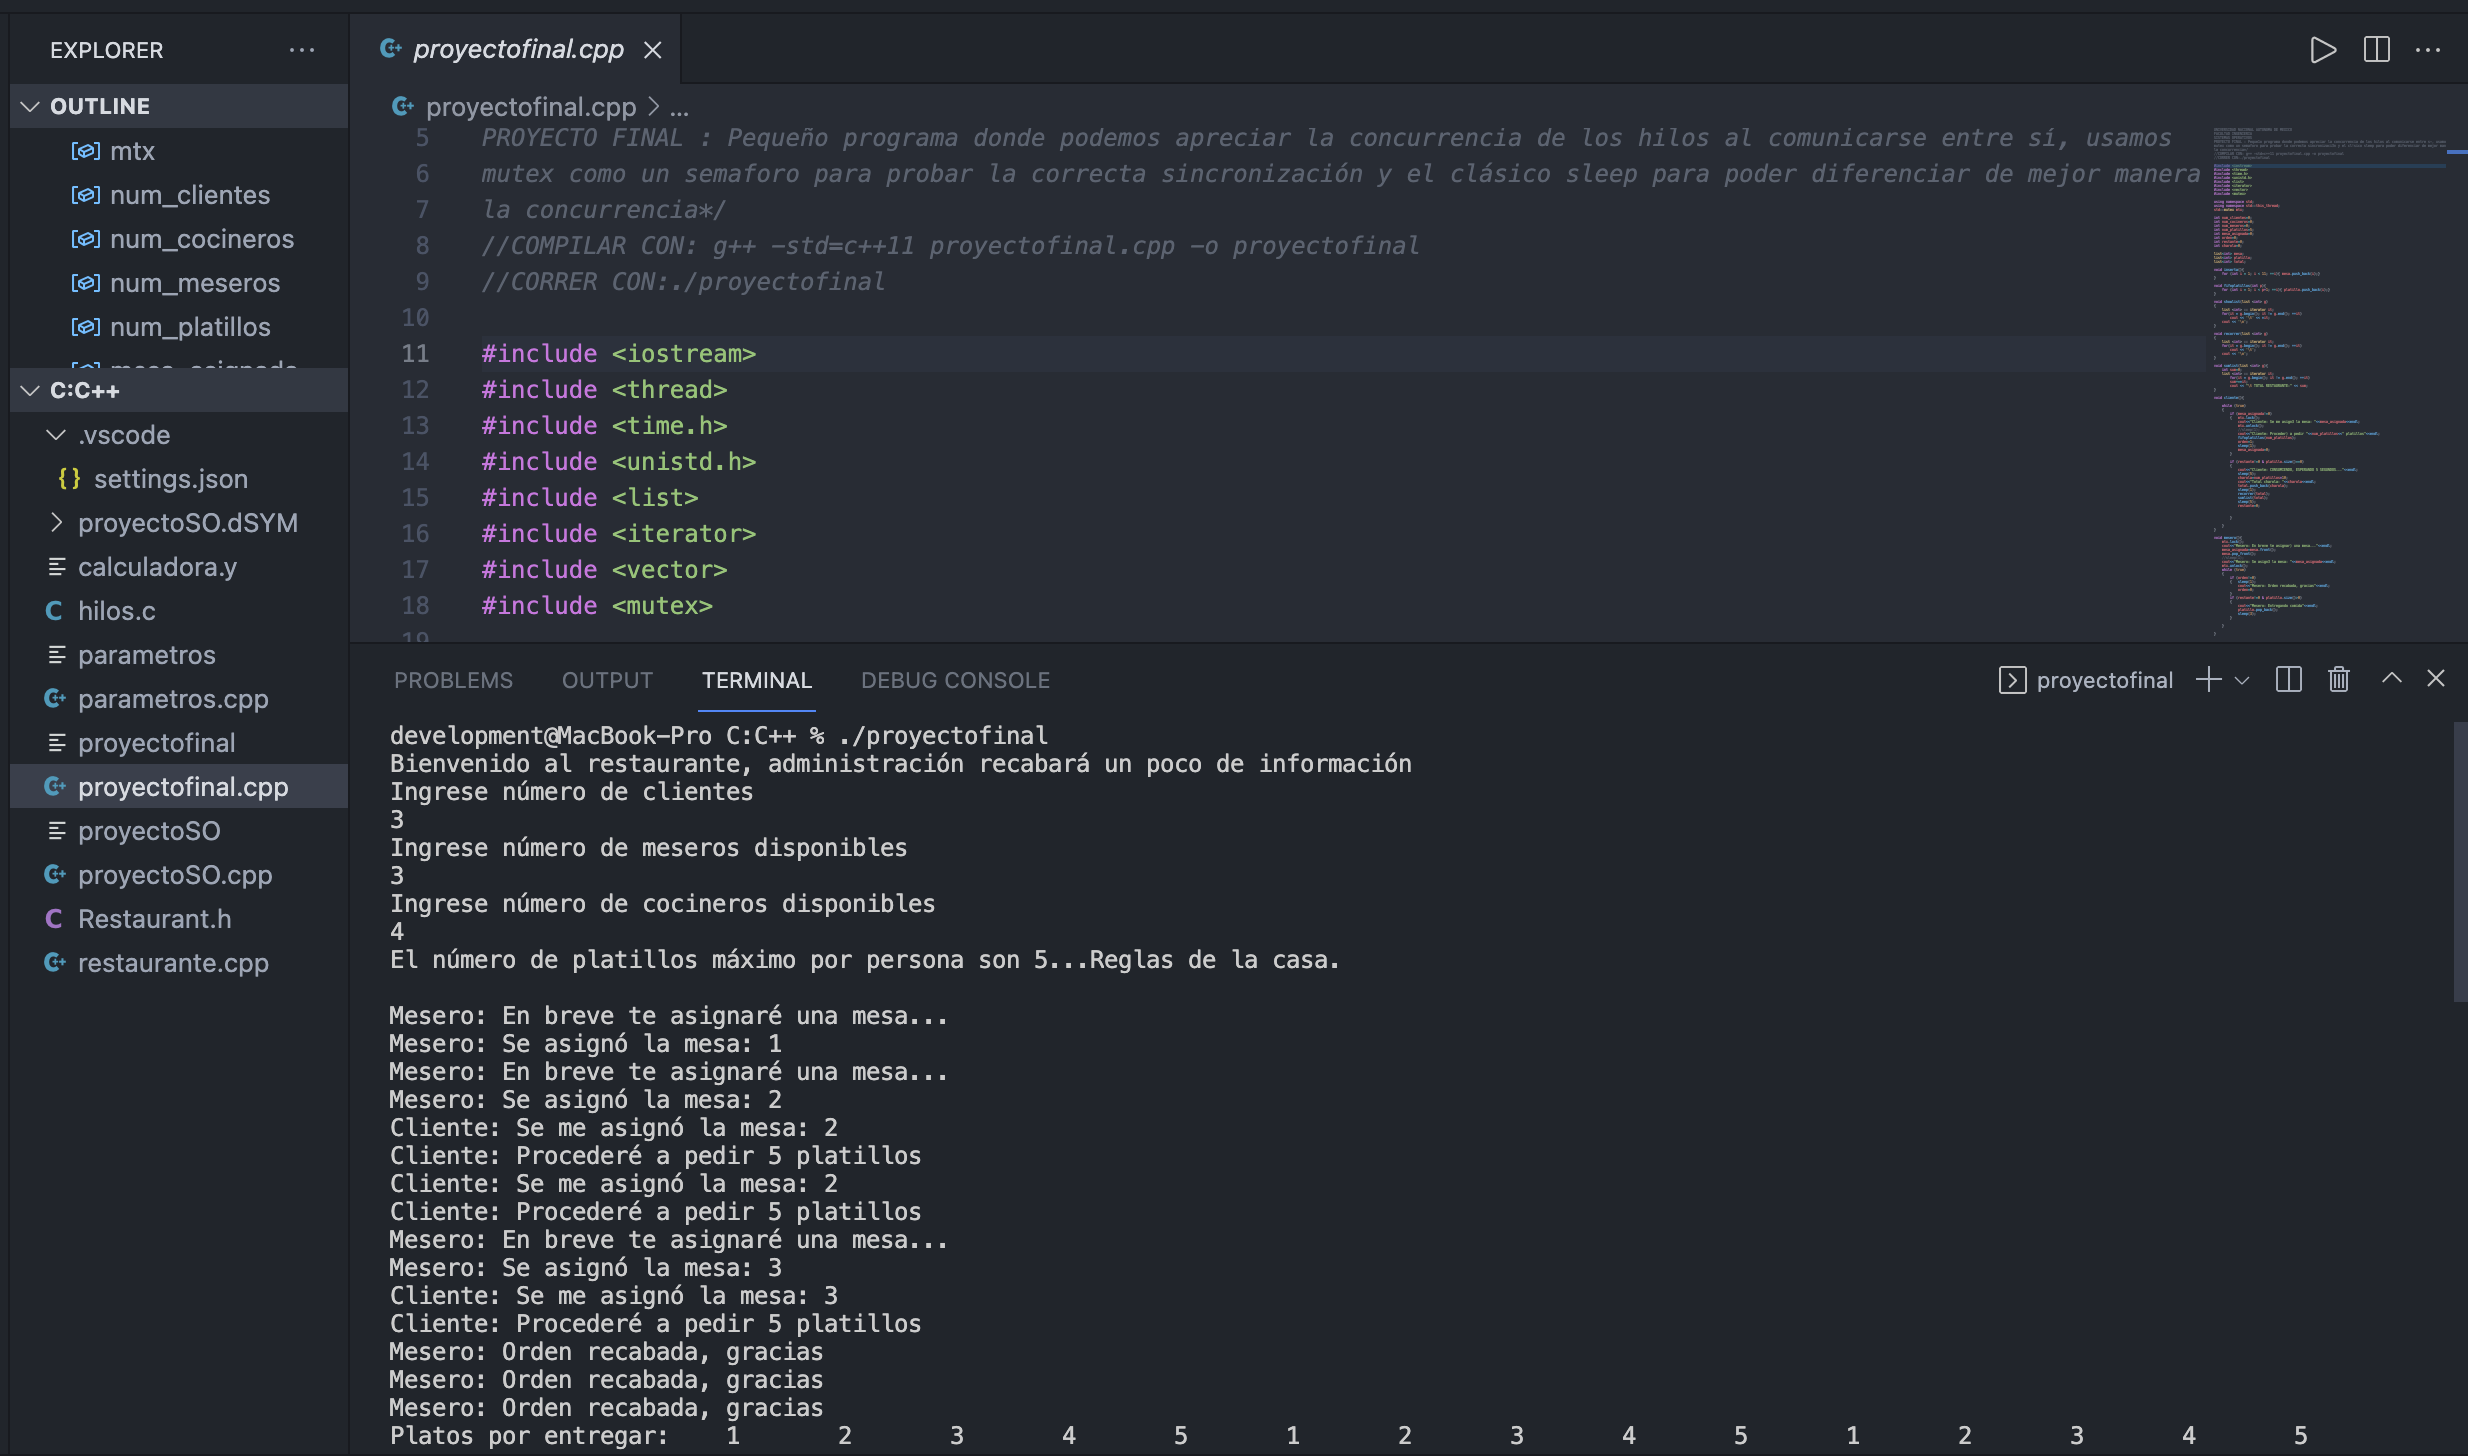 EXPLORER
OUTLINE
mtx
num_clientes
num_cocineros
num_meseros
num_platillos
C:C++
.vscode
settings.json
proyectoSO.dSYM
calculadora.y
hilos.c
parametros
parametros.cpp
proyectofinal
proyectofinal.cpp
proyectoSO
proyectoSO.cpp
Restaurant.h
restaurante.cpp
proyectofinal.cpp
proyectofinal.cpp > ...
5 PROYECTO FINAL : Pequeño programa donde podemos apreciar la concurrencia de los hilos al comunicarse entre sí, usamos
6 mutex como un semaforo para probar la correcta sincronización y el clásico sleep para poder diferenciar de mejor manera
7 la concurrencia*/
8 //COMPILAR CON: g++ -std=c++11 proyectofinal.cpp -o proyectofinal
9 //CORRER CON:./proyectofinal
10
11 #include <iostream>
12 #include <thread>
13 #include <time.h>
14 #include <unistd.h>
15 #include <list>
16 #include <iterator>
17 #include <vector>
18 #include <mutex>
19
PROBLEMS OUTPUT TERMINAL DEBUG CONSOLE
proyectofinal
development@MacBook-Pro C:C++ % ./proyectofinal
Bienvenido al restaurante, administración recabará un poco de información
Ingrese número de clientes
3
Ingrese número de meseros disponibles
3
Ingrese número de cocineros disponibles
4
El número de platillos máximo por persona son 5...Reglas de la casa.
Mesero: En breve te asignaré una mesa...
Mesero: Se asignó la mesa: 1
Mesero: En breve te asignaré una mesa...
Mesero: Se asignó la mesa: 2
Cliente: Se me asignó la mesa: 2
Cliente: Procederé a pedir 5 platillos
Cliente: Se me asignó la mesa: 2
Cliente: Procederé a pedir 5 platillos
Mesero: En breve te asignaré una mesa...
Mesero: Se asignó la mesa: 3
Cliente: Se me asignó la mesa: 3
Cliente: Procederé a pedir 5 platillos
Mesero: Orden recabada, gracias
Mesero: Orden recabada, gracias
Mesero: Orden recabada, gracias
Platos por entregar: 1 2 3 4 5 1 2 3 4 5 1 2 3 4 5